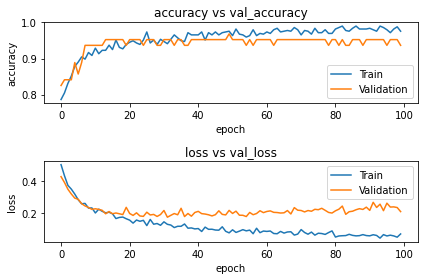 accuracy vs val_accuracy
1.0
0.9
0.8
accuracy
0
20
40
60
80
100
epoch
Train
Validation
loss vs val_loss
0.4
0.2
loss
0
20
40
60
80
100
epoch
Train
Validation